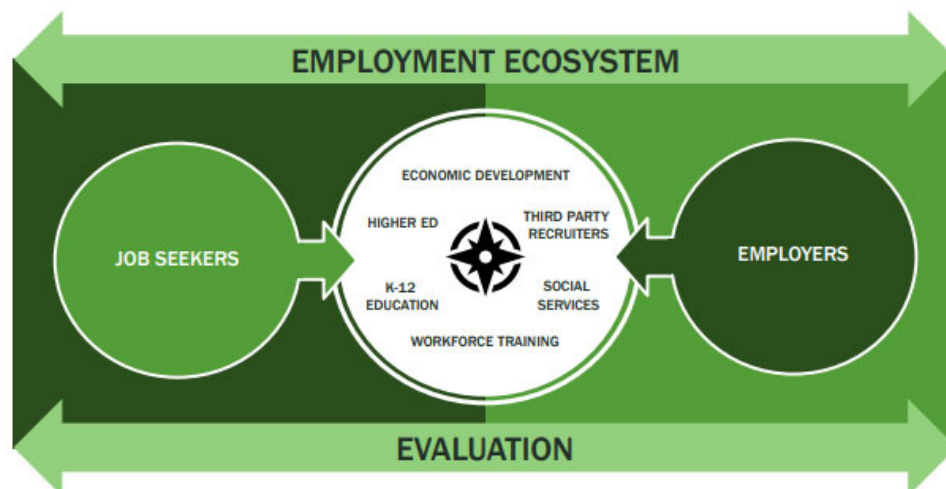 EMPLOYMENT ECOSYSTEM
ECONOMIC DEVELOPMENT
HIGHER ED
THIRD PARTY
RECRUITERS
JOB SEEKERS
EMPLOYERS
K-12
EDUCATION
SOCIAL
SERVICES
WORKFORCE TRAINING
EVALUATION